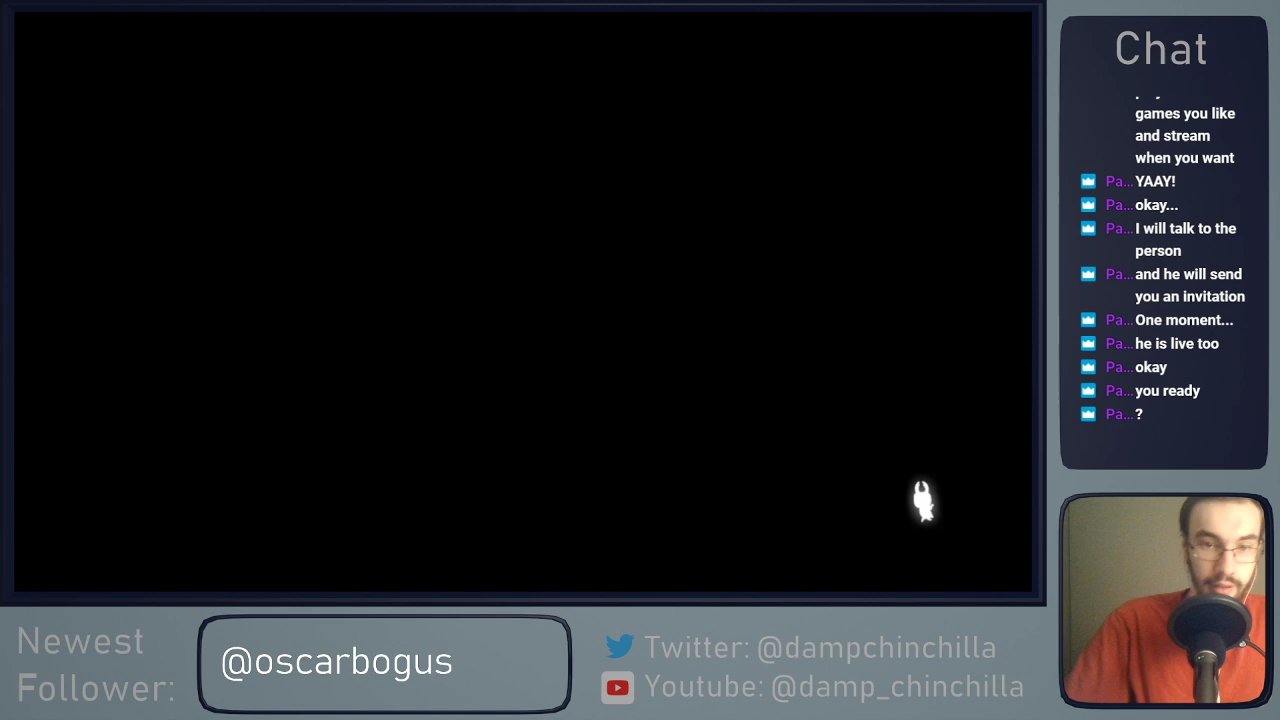 Chat
games you like
and stream
when you want
Pa... YAAY!
Pa... okay...
Pa... I will talk to the
person
Pa... and he will send
you an invitation
Pa... One moment...
Pa... he is live too
Pa... okay
Pa... you ready
Pa... ?
Newest
Follower:
@oscarbogus
Twitter: @dampchinchilla
Youtube: @damp_chinchilla